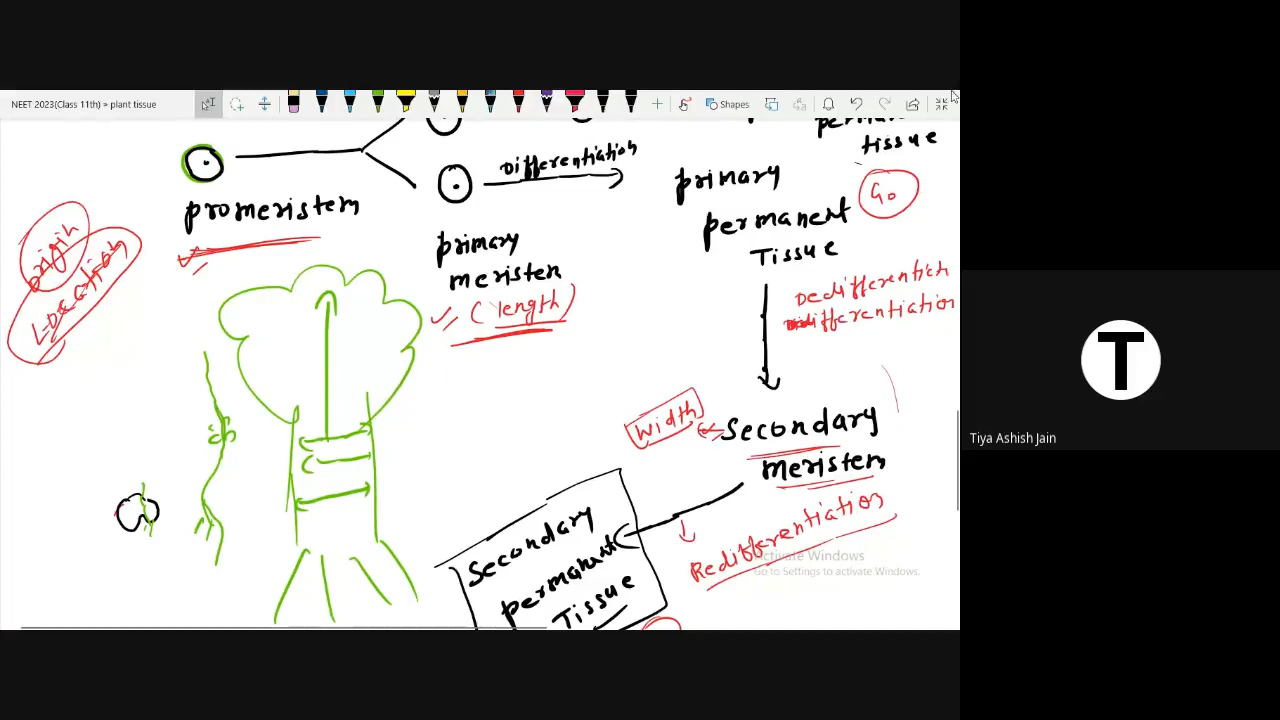 NEET 2023(Class 11th) » plant tissue
Shapes
tissue
Differentiation
primary
permanent
Tissue
Go
promeristem
primary
meristem
(length)
origin
Location
Dedifferentich
differentiation
Width
Secondary
meristem
Redifferentiation
Secondary
permanent
Tissue
Activate Windows
Go to Settings to activate Windows.
T
Tiya Ashish Jain